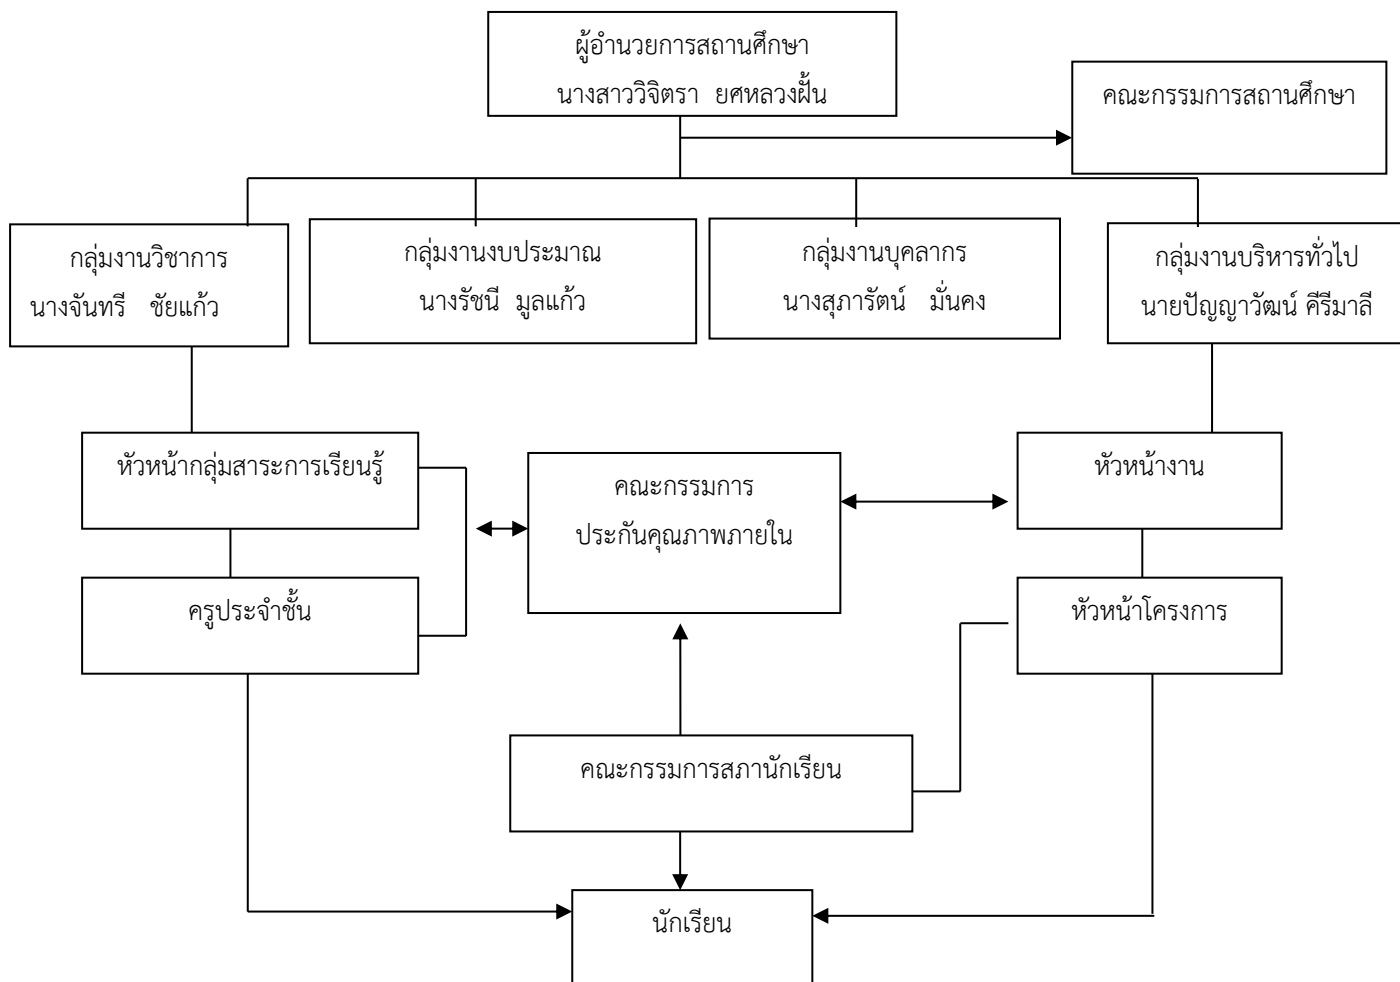 ผู้อำนวยการสถานศึกษา
นางสาววิจิตรา ยศหลวงฝั้น
คณะกรรมการสถานศึกษา
กลุ่มงานวิชาการ
นางจันทรี ชัยแก้ว
กลุ่มงานงบประมาณ
นางรัชนี มูลแก้ว
กลุ่มงานบุคลากร
นางสุภารัตน์ มั่นคง
กลุ่มงานบริหารทั่วไป
นายปัญญาวัฒน์ คีรีมาลี
หัวหน้ากลุ่มสาระการเรียนรู้
คณะกรรมการ
ประกันคุณภาพภายใน
หัวหน้างาน
ครูประจำชั้น
หัวหน้าโครงการ
คณะกรรมการสภานักเรียน
นักเรียน